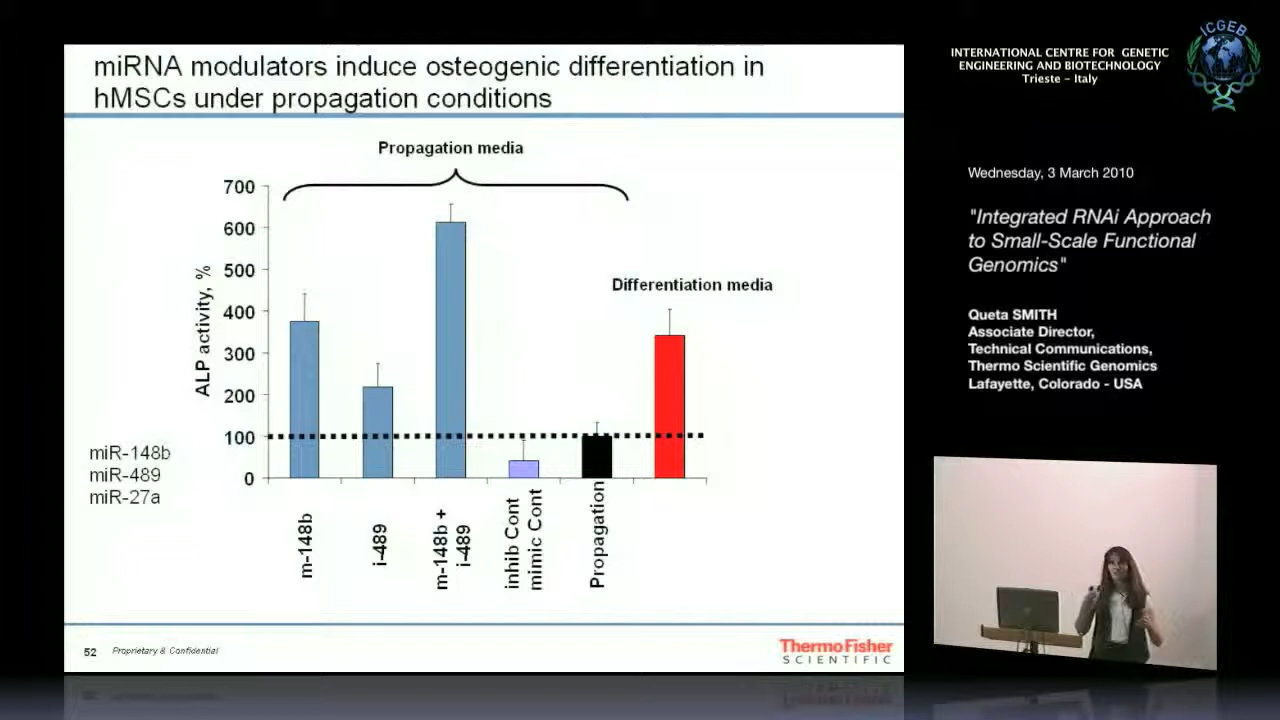 miRNA modulators induce osteogenic differentiation in
hMSCs under propagation conditions
Propagation media
Differentiation media
ALP activity, %
700
600
500
400
300
200
100
0
miR-148b
miR-489
miR-27a
m-148b
i-489
m-148b +
i-489
inhib Cont
mimic Cont
Propagation
52 Proprietary & Confidential
ThermoFisher
SCIENTIFIC
INTERNATIONAL CENTRE FOR GENETIC
ENGINEERING AND BIOTECHNOLOGY
Trieste - Italy
ICGEB
Wednesday, 3 March 2010
"Integrated RNAi Approach
to Small-Scale Functional
Genomics"
Queta SMITH
Associate Director,
Technical Communications,
Thermo Scientific Genomics
Lafayette, Colorado - USA